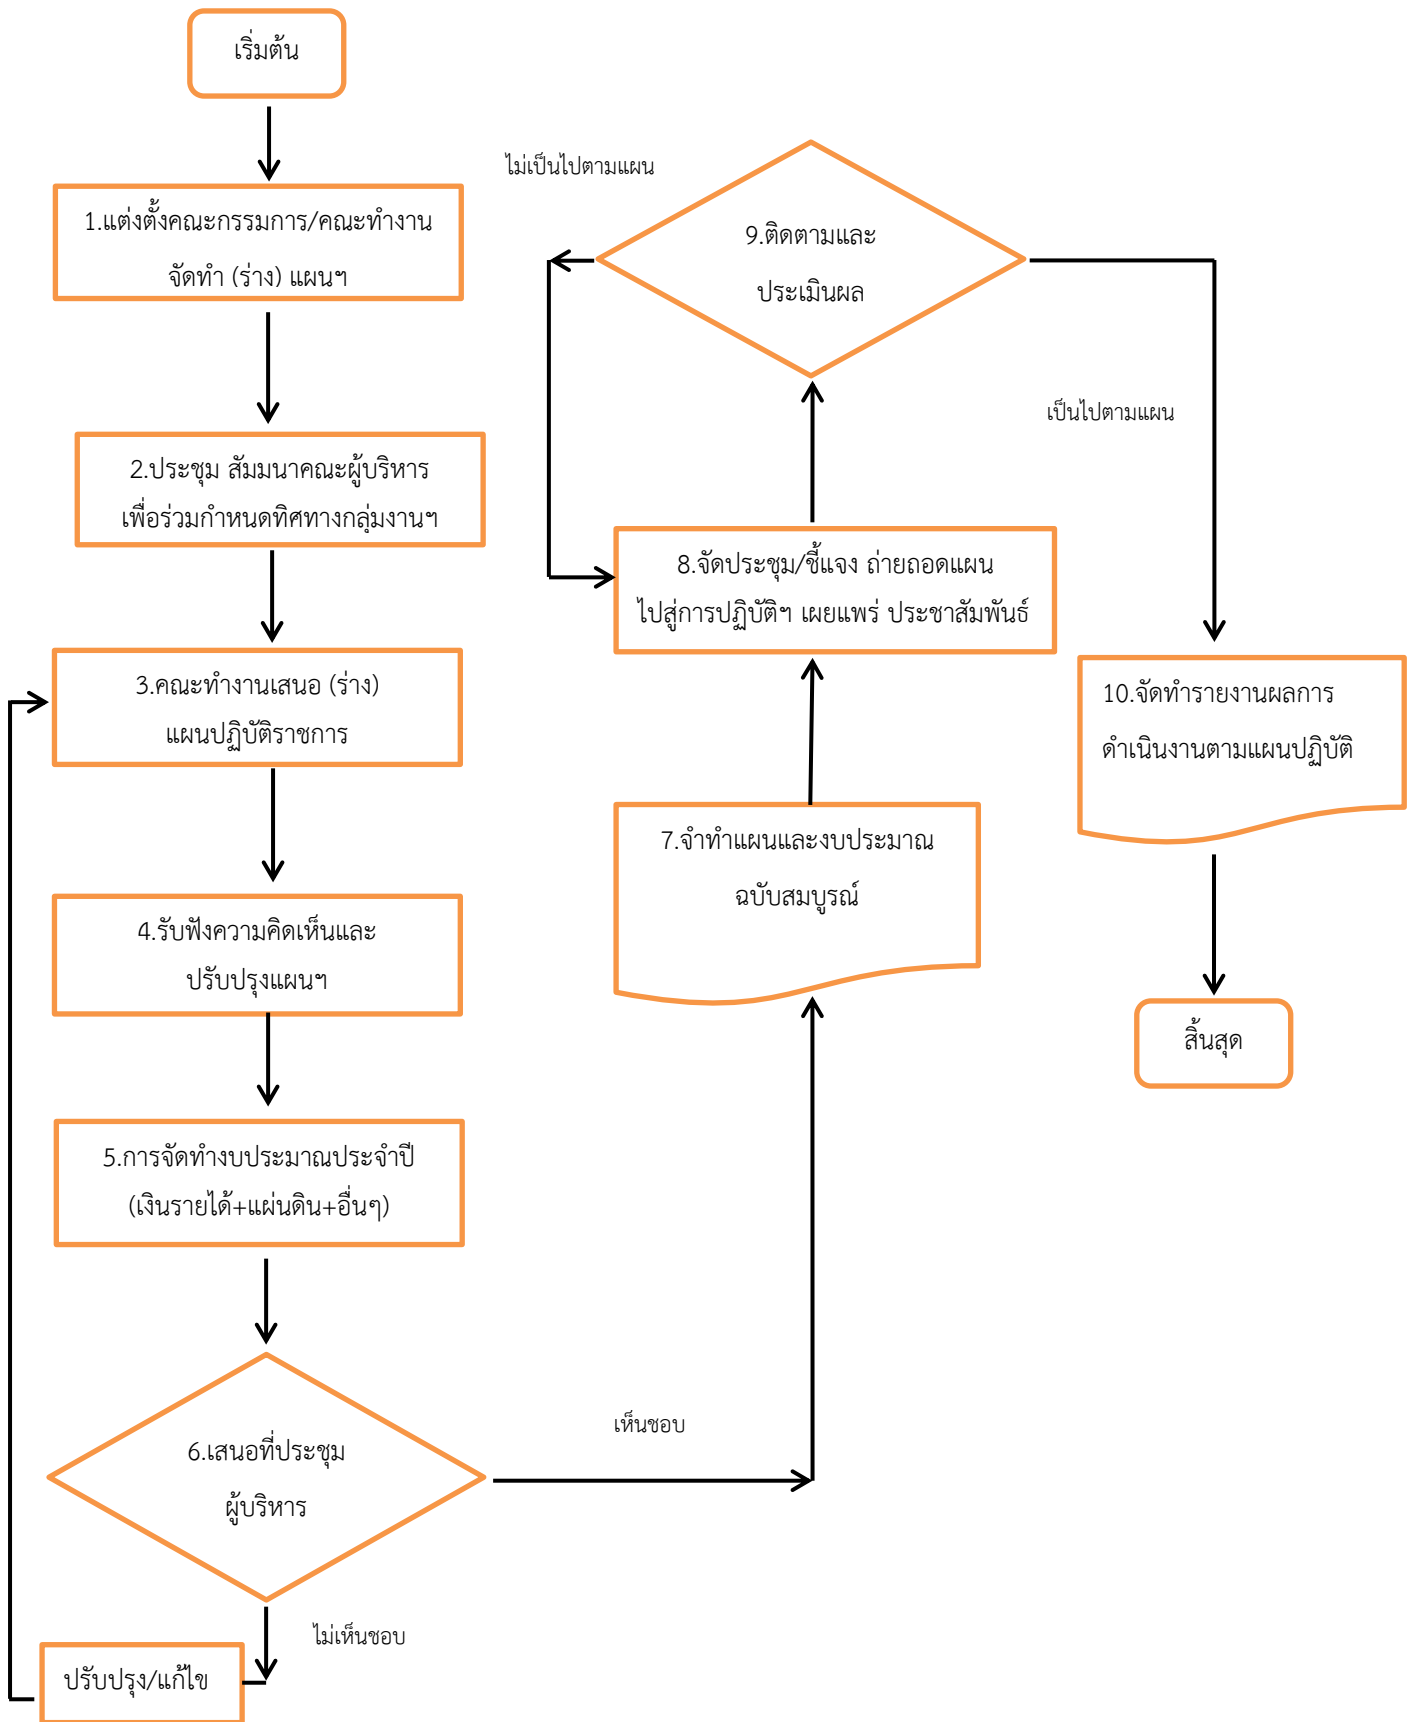 เริ่มต้น
1.แต่งตั้งคณะกรรมการ/คณะทำงาน
จัดทำ (ร่าง) แผนฯ
2.ประชุม สัมมนาคณะผู้บริหาร
เพื่อร่วมกำหนดทิศทางกลุ่มงานฯ
3.คณะทำงานเสนอ (ร่าง)
แผนปฏิบัติราชการ
4.รับฟังความคิดเห็นและ
ปรับปรุงแผนฯ
5.การจัดทำงบประมาณประจำปี
(เงินรายได้+แผ่นดิน+อื่นๆ)
6.เสนอที่ประชุม
ผู้บริหาร
ไม่เห็นชอบ
ปรับปรุง/แก้ไข
เห็นชอบ
7.จำทำแผนและงบประมาณ
ฉบับสมบูรณ์
8.จัดประชุม/ชี้แจง ถ่ายถอดแผน
ไปสู่การปฏิบัติฯ เผยแพร่ ประชาสัมพันธ์
9.ติดตามและ
ประเมินผล
ไม่เป็นไปตามแผน
เป็นไปตามแผน
10.จัดทำรายงานผลการ
ดำเนินงานตามแผนปฏิบัติ
สิ้นสุด